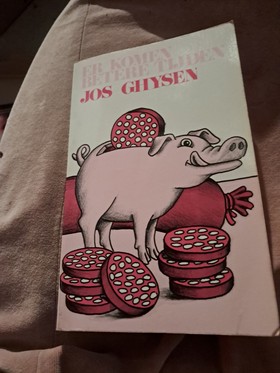 ER KOMEN
BETERE TIJDEN
JOS GHYSEN